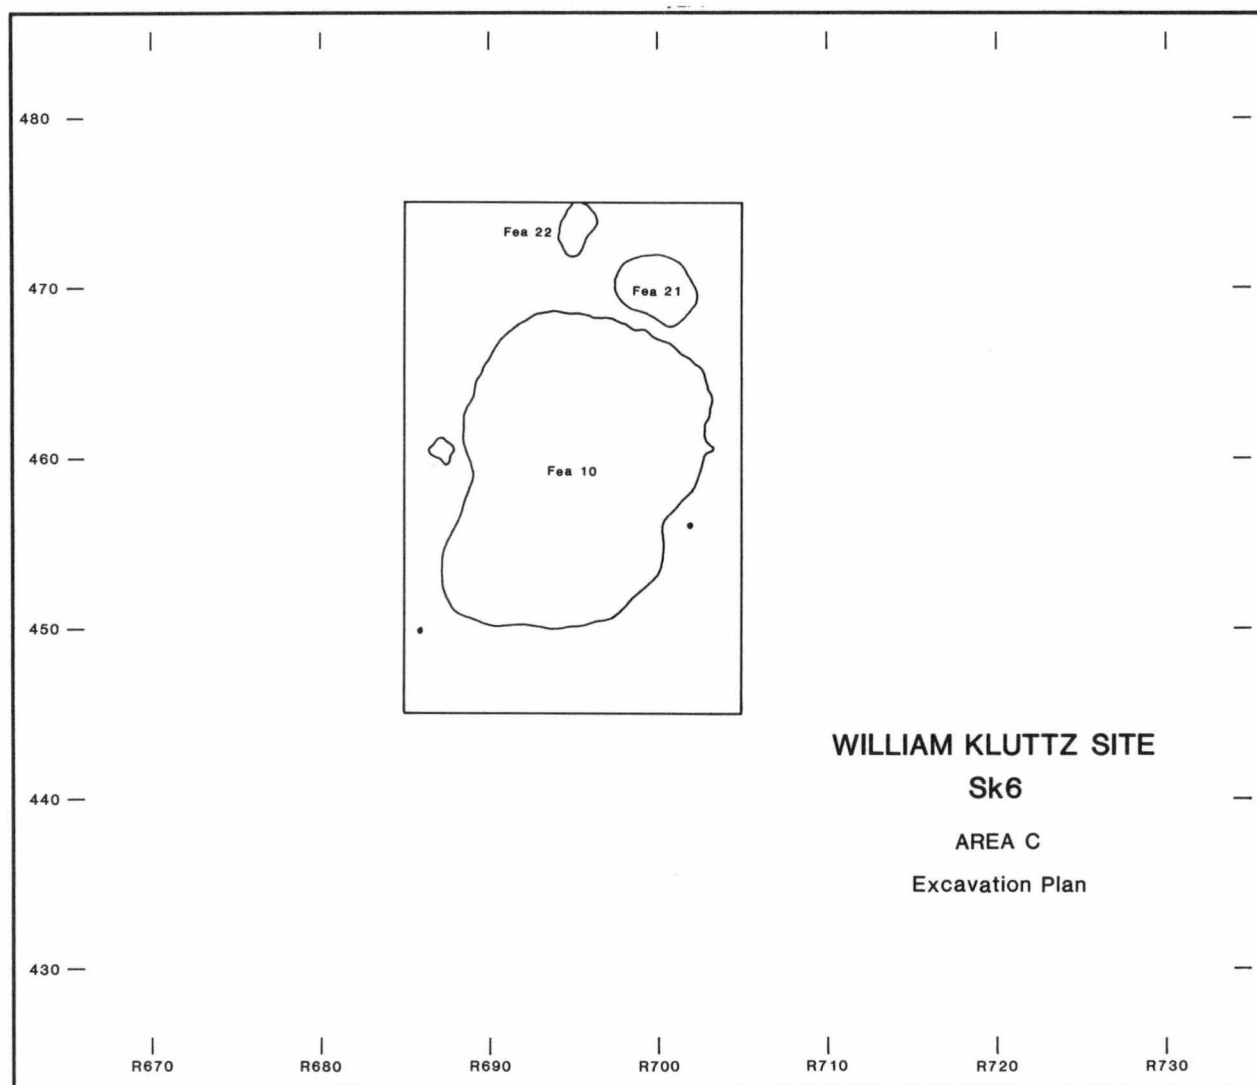 480
Fea 22
470
Fea 21
460
Fea 10
450
WILLIAM KLUTTZ SITE
440
Sk6
AREA C
Excavation Plan
430
R670 R680 R690 R700 R710 R720 R730